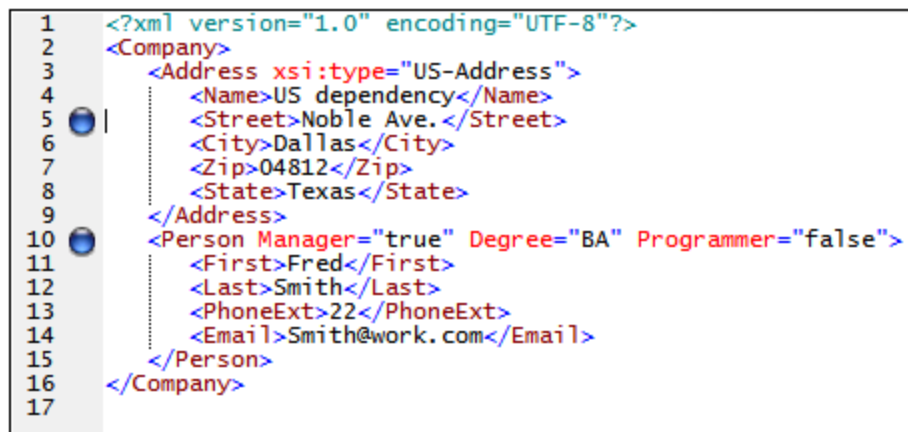 1 <?xml version="1.0" encoding="UTF-8"?>
2 <Company>
3 <Address xsi:type="US-Address">
4 <Name>US dependency</Name>
5 <Street>Noble Ave.</Street>
6 <City>Dallas</City>
7 <Zip>04812</Zip>
8 <State>Texas</State>
9 </Address>
10 <Person Manager="true" Degree="BA" Programmer="false">
11 <First>Fred</First>
12 <Last>Smith</Last>
13 <PhoneExt>22</PhoneExt>
14 <Email>Smith@work.com</Email>
15 </Person>
16 </Company>
17